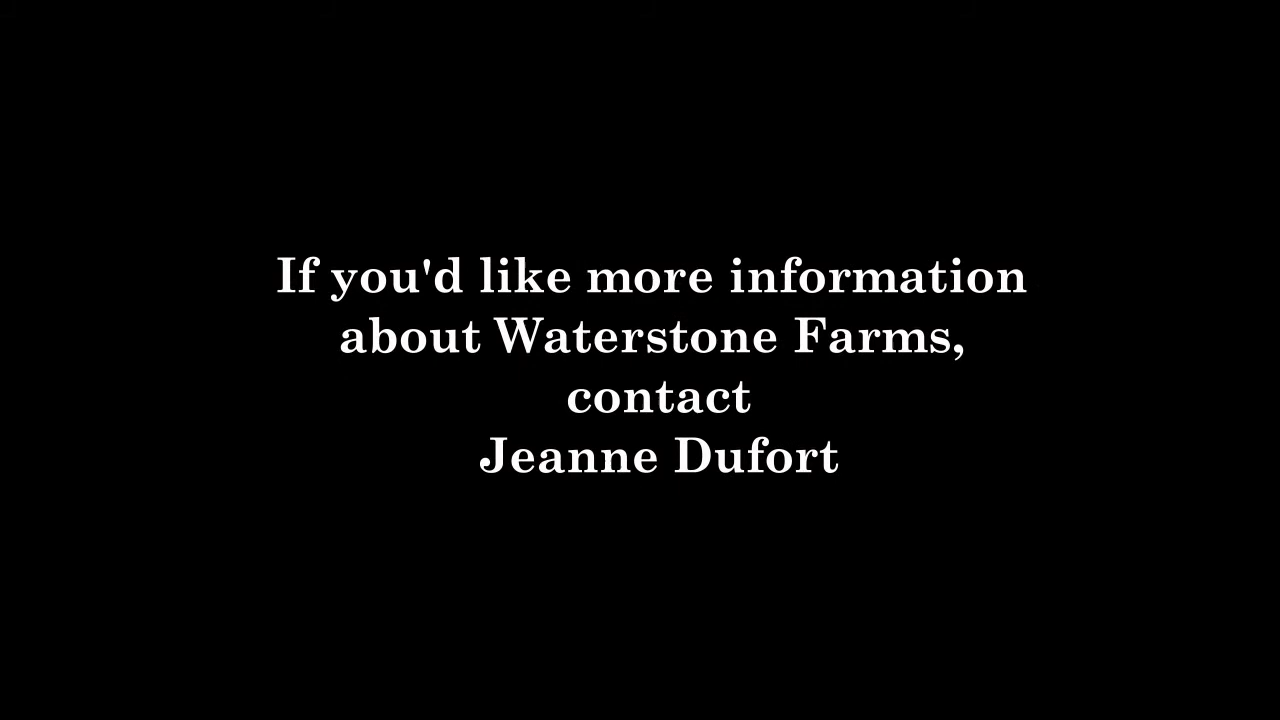 If you'd like more information
about Waterstone Farms,
contact
Jeanne Dufort